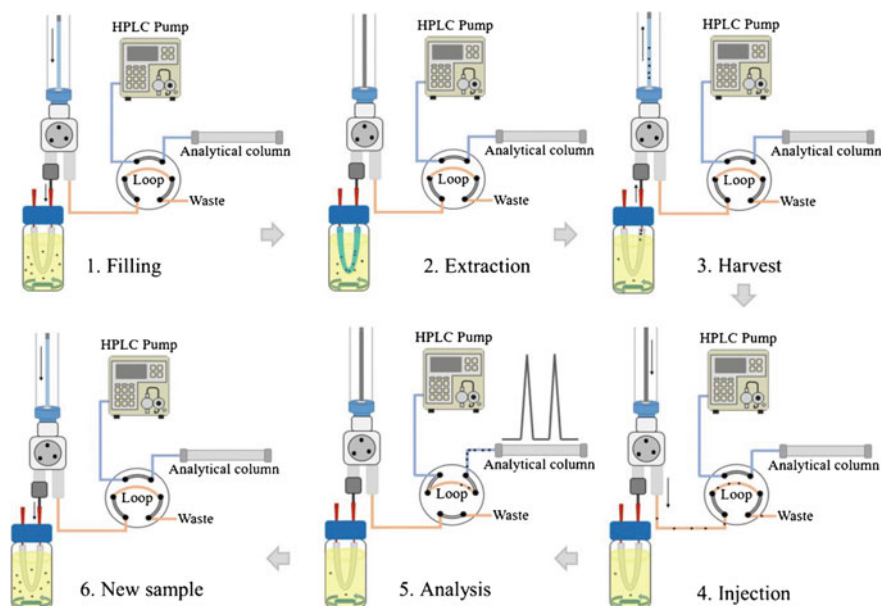 HPLC Pump
Analytical column
Loop
Waste
1. Filling
HPLC Pump
Analytical column
Loop
Waste
2. Extraction
HPLC Pump
Analytical column
Loop
Waste
3. Harvest
HPLC Pump
Analytical column
Loop
Waste
6. New sample
HPLC Pump
Analytical column
Loop
Waste
5. Analysis
HPLC Pump
Analytical column
Loop
Waste
4. Injection